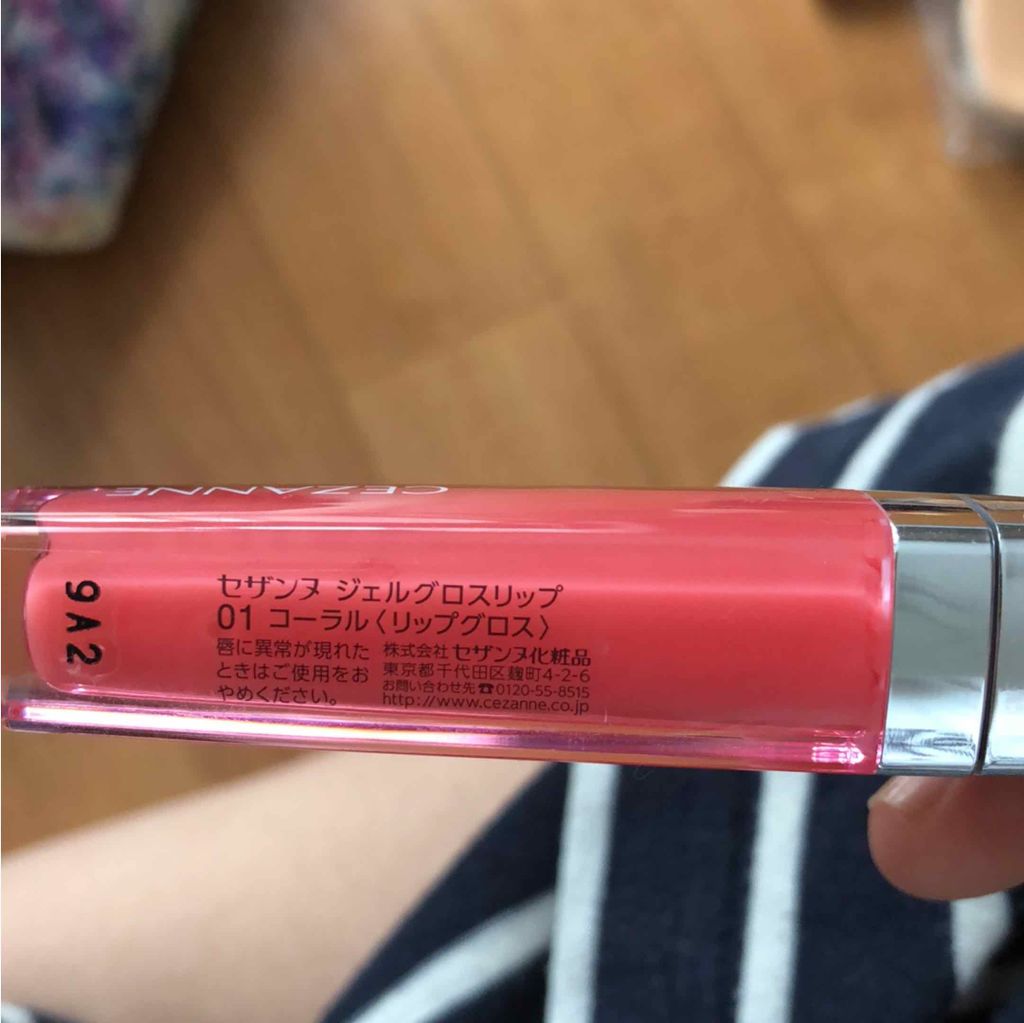 CEZANNE
セザンヌ ジェルグロスリップ
01 コーラル〈リップグロス〉
唇に異常が現れた
ときはご使用をお
やめください。
株式会社 セザンヌ化粧品
東京都千代田区麹町4-2-6
お問い合わせ先☎0120-55-8515
http://www.cezanne.co.jp
9A2